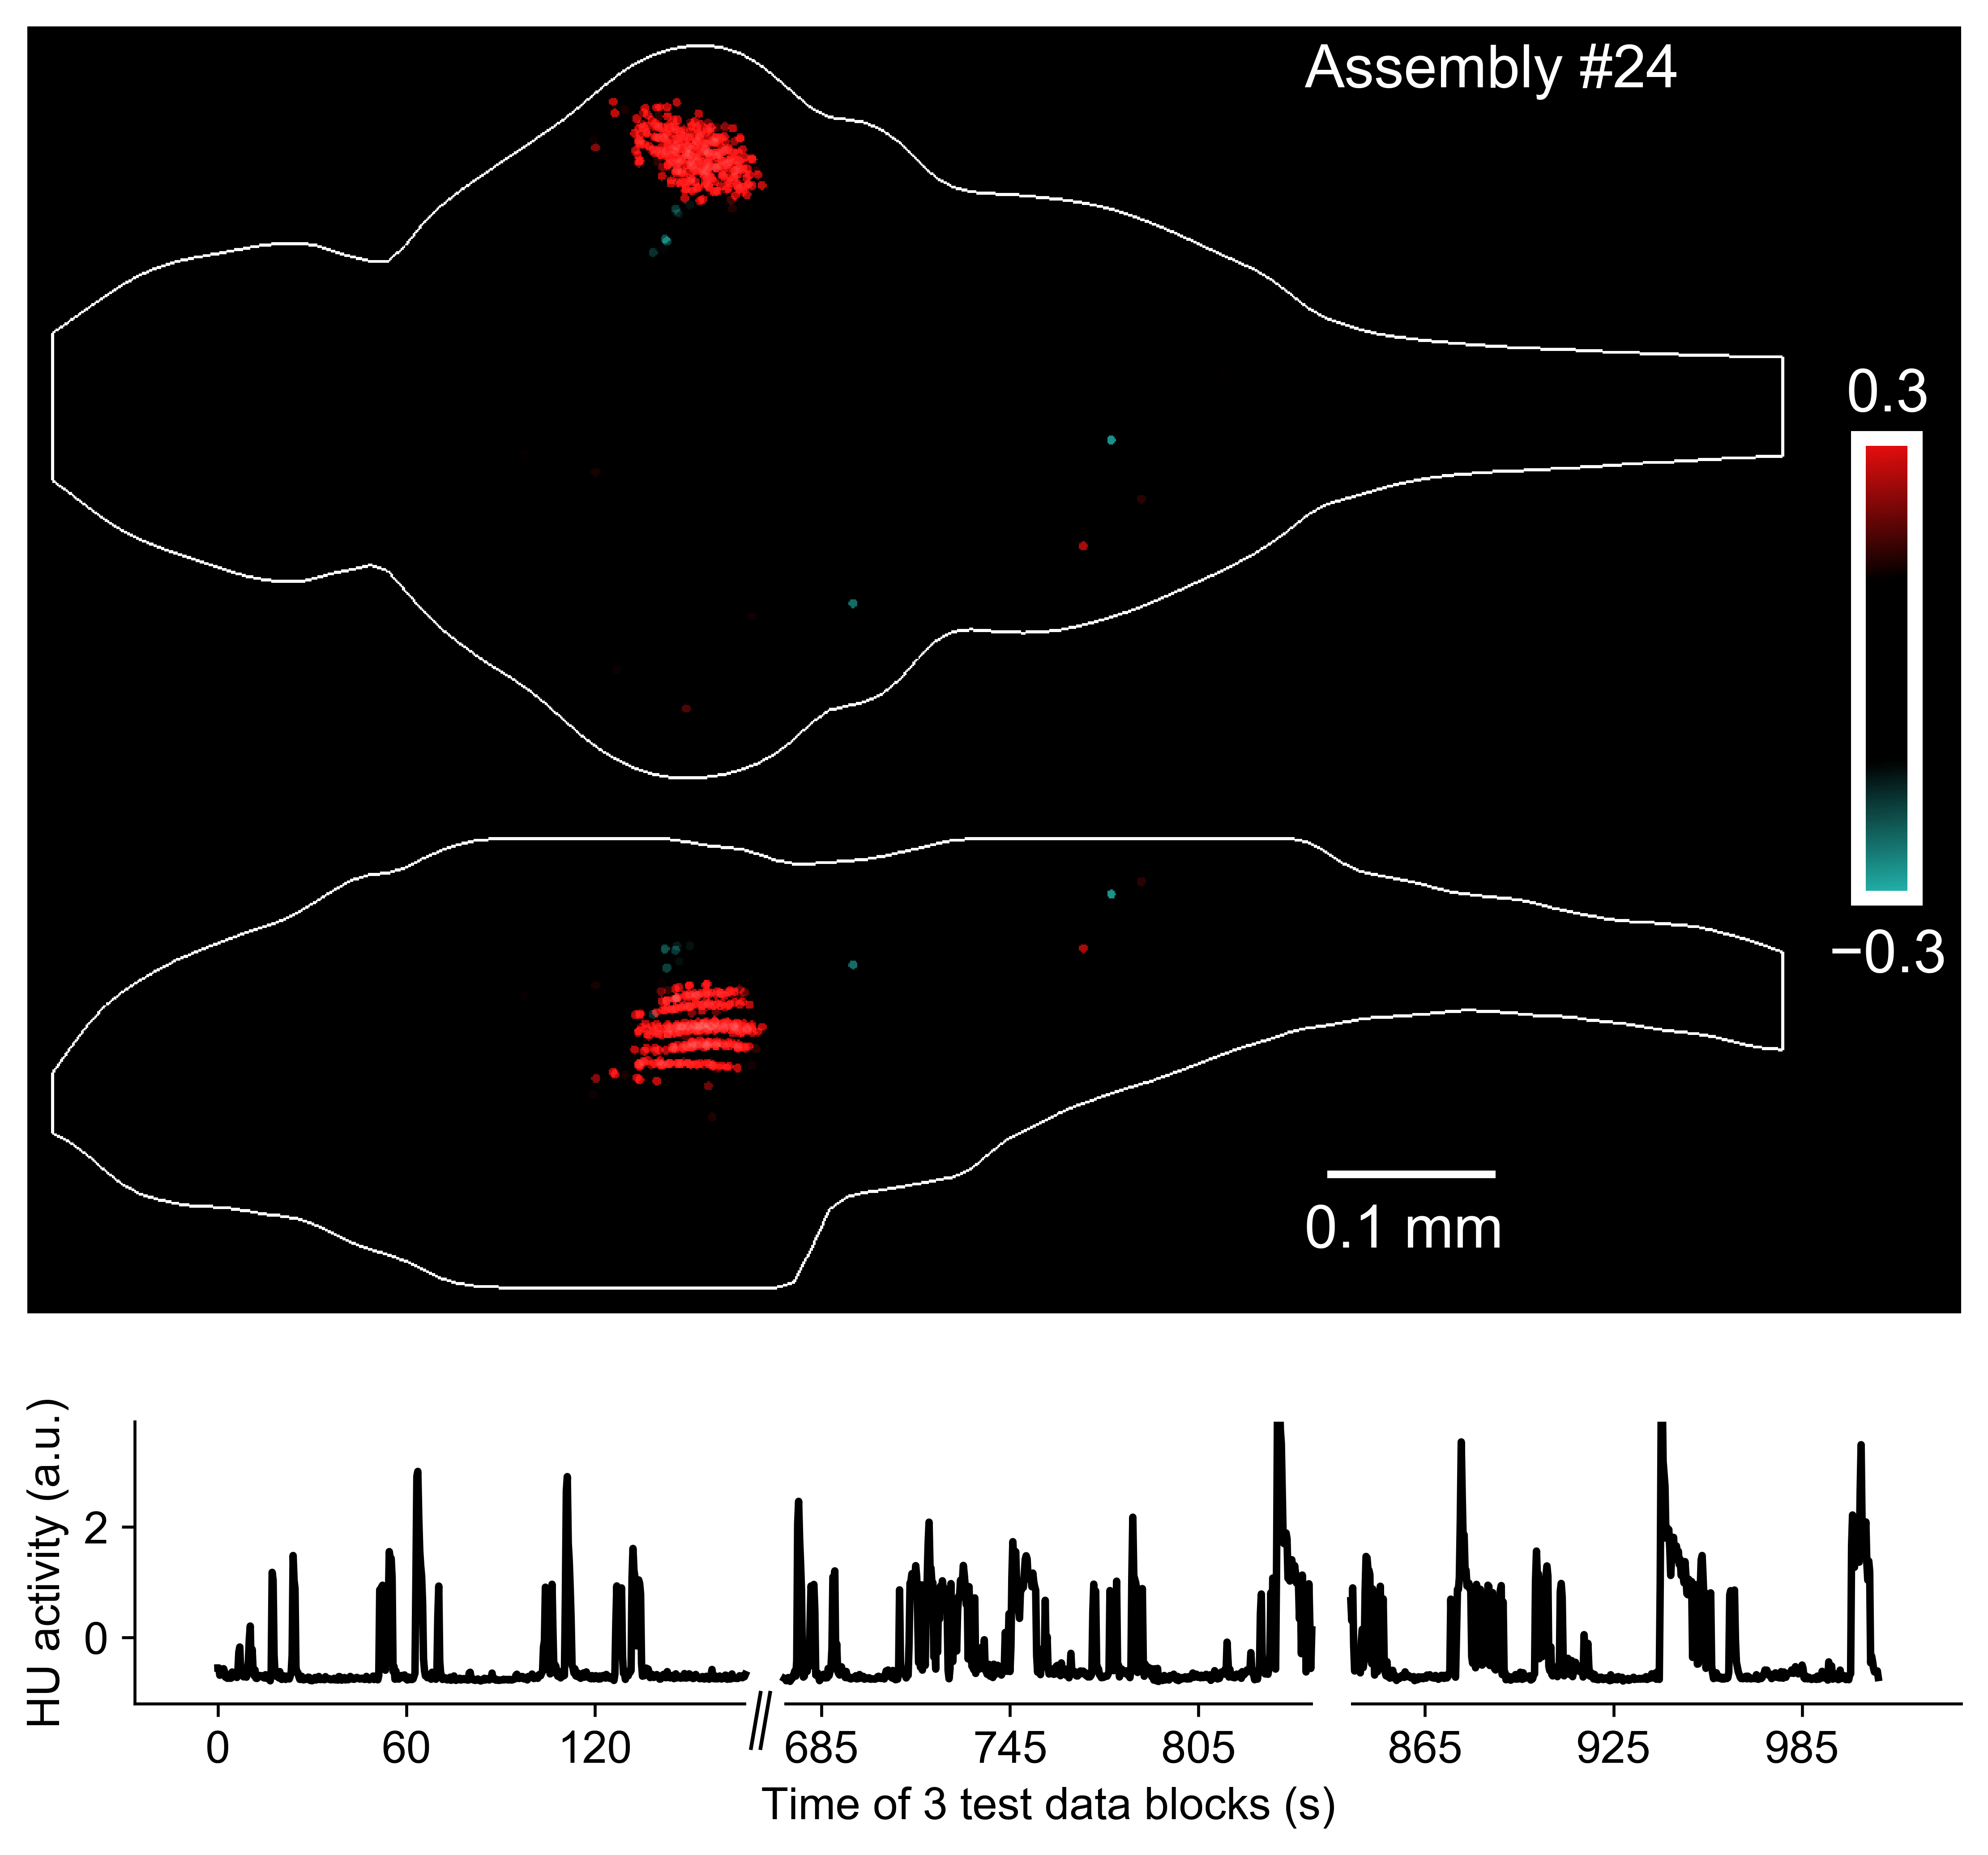 Assembly #24
0.3
−0.3
0.1 mm
HU activity (a.u.)
2
0
0 60 120 685 745 805 865 925 985
Time of 3 test data blocks (s)